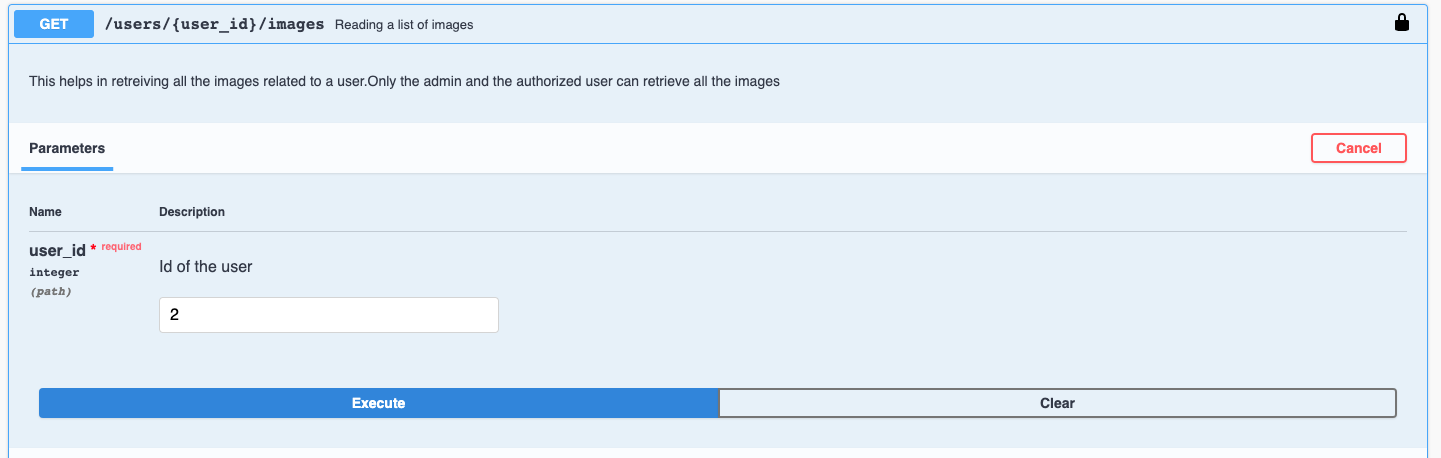 GET /users/{user_id}/images Reading a list of images
This helps in retreiving all the images related to a user.Only the admin and the authorized user can retrieve all the images
Parameters Cancel
Name Description
user_id * required
integer
(path)
Id of the user
2
Execute Clear